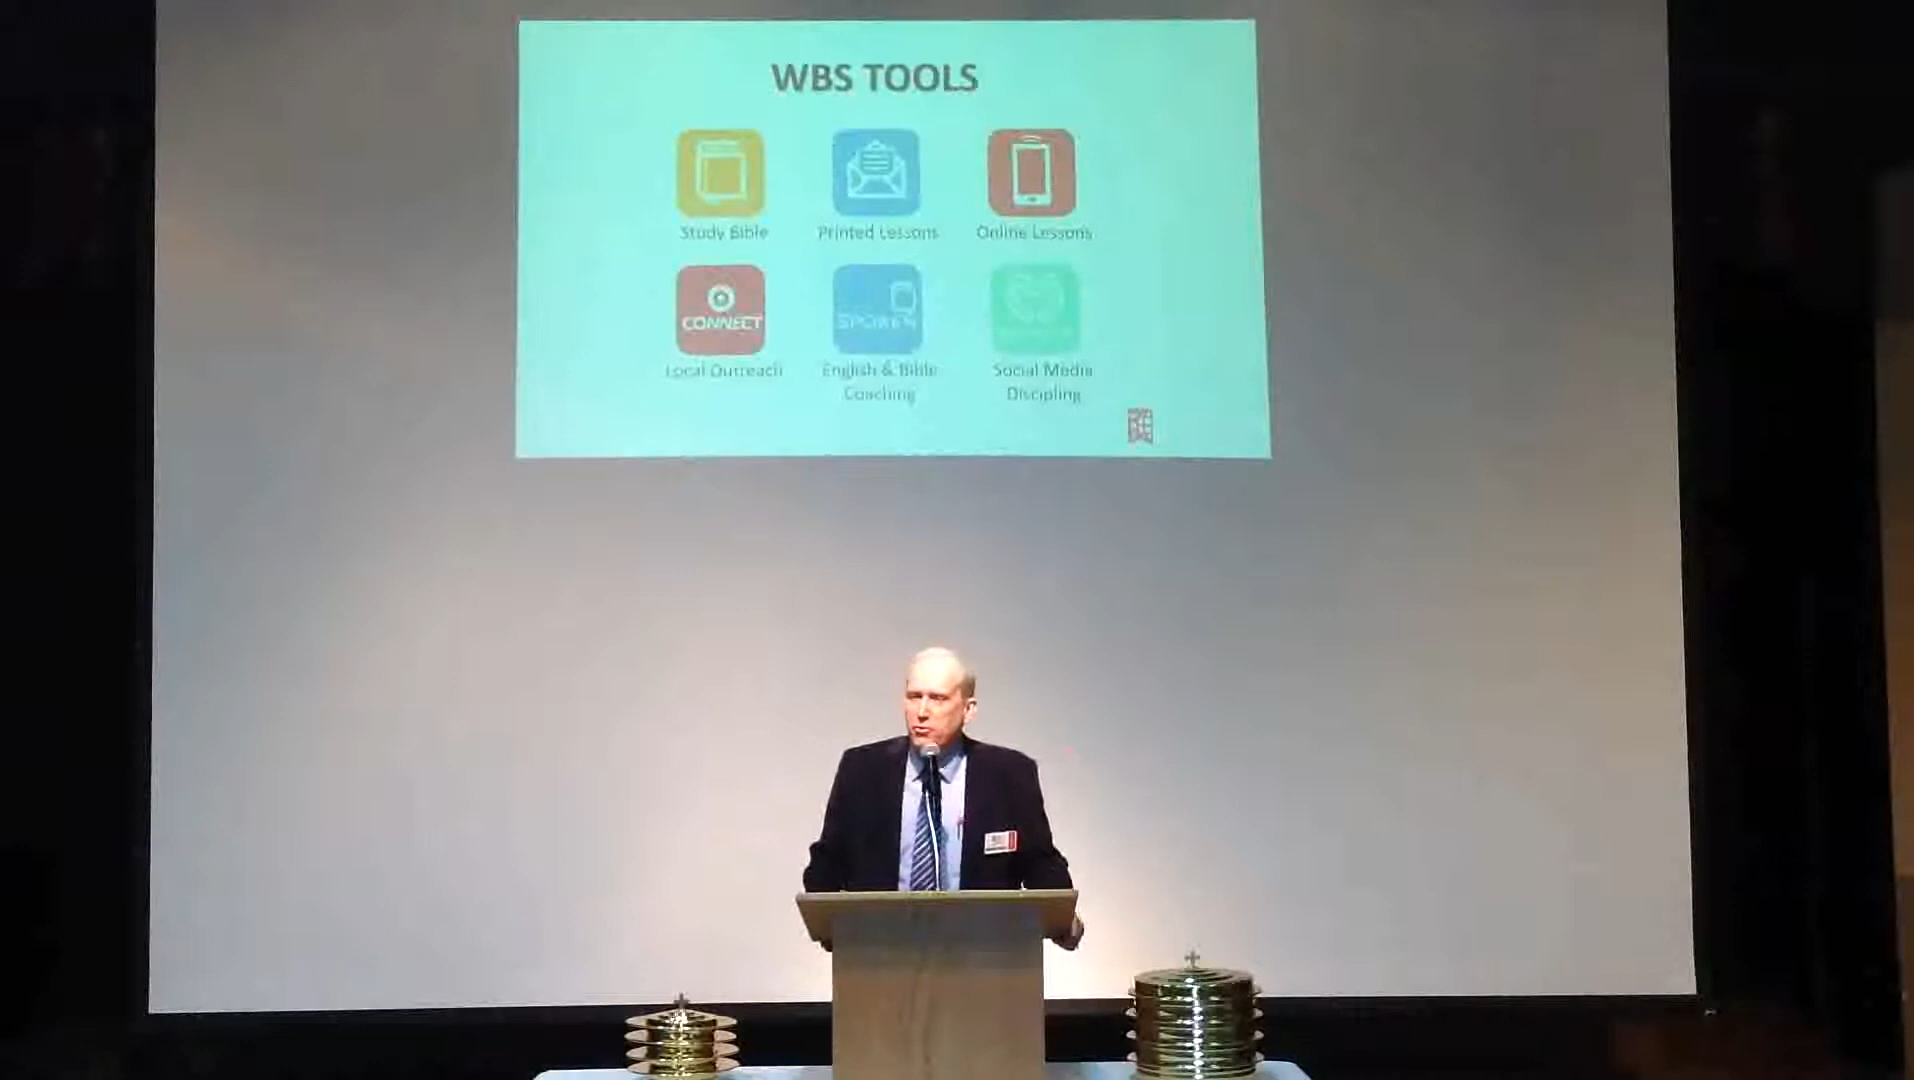 WBS TOOLS
Study Bible
Printed Lessons
Online Lessons
CONNECT
SPOKEN
Local Outreach
English & Bible
Coaching
Social Media
Discipling